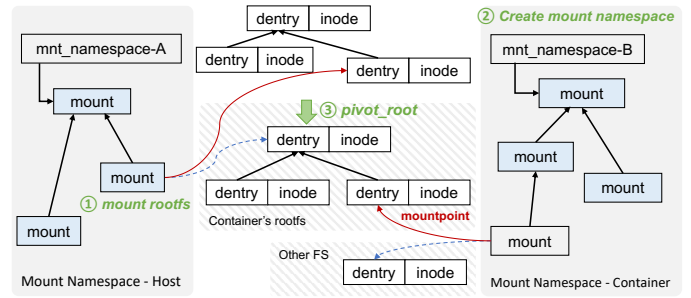 mnt_namespace-A
mount
mount
① mount rootfs
mount
Mount Namespace - Host
dentry inode
dentry inode
dentry inode
③ pivot_root
dentry inode
dentry inode
dentry inode
Container's rootfs
mountpoint
Other FS
dentry inode
② Create mount namespace
mnt_namespace-B
mount
mount
mount
mount
Mount Namespace - Container